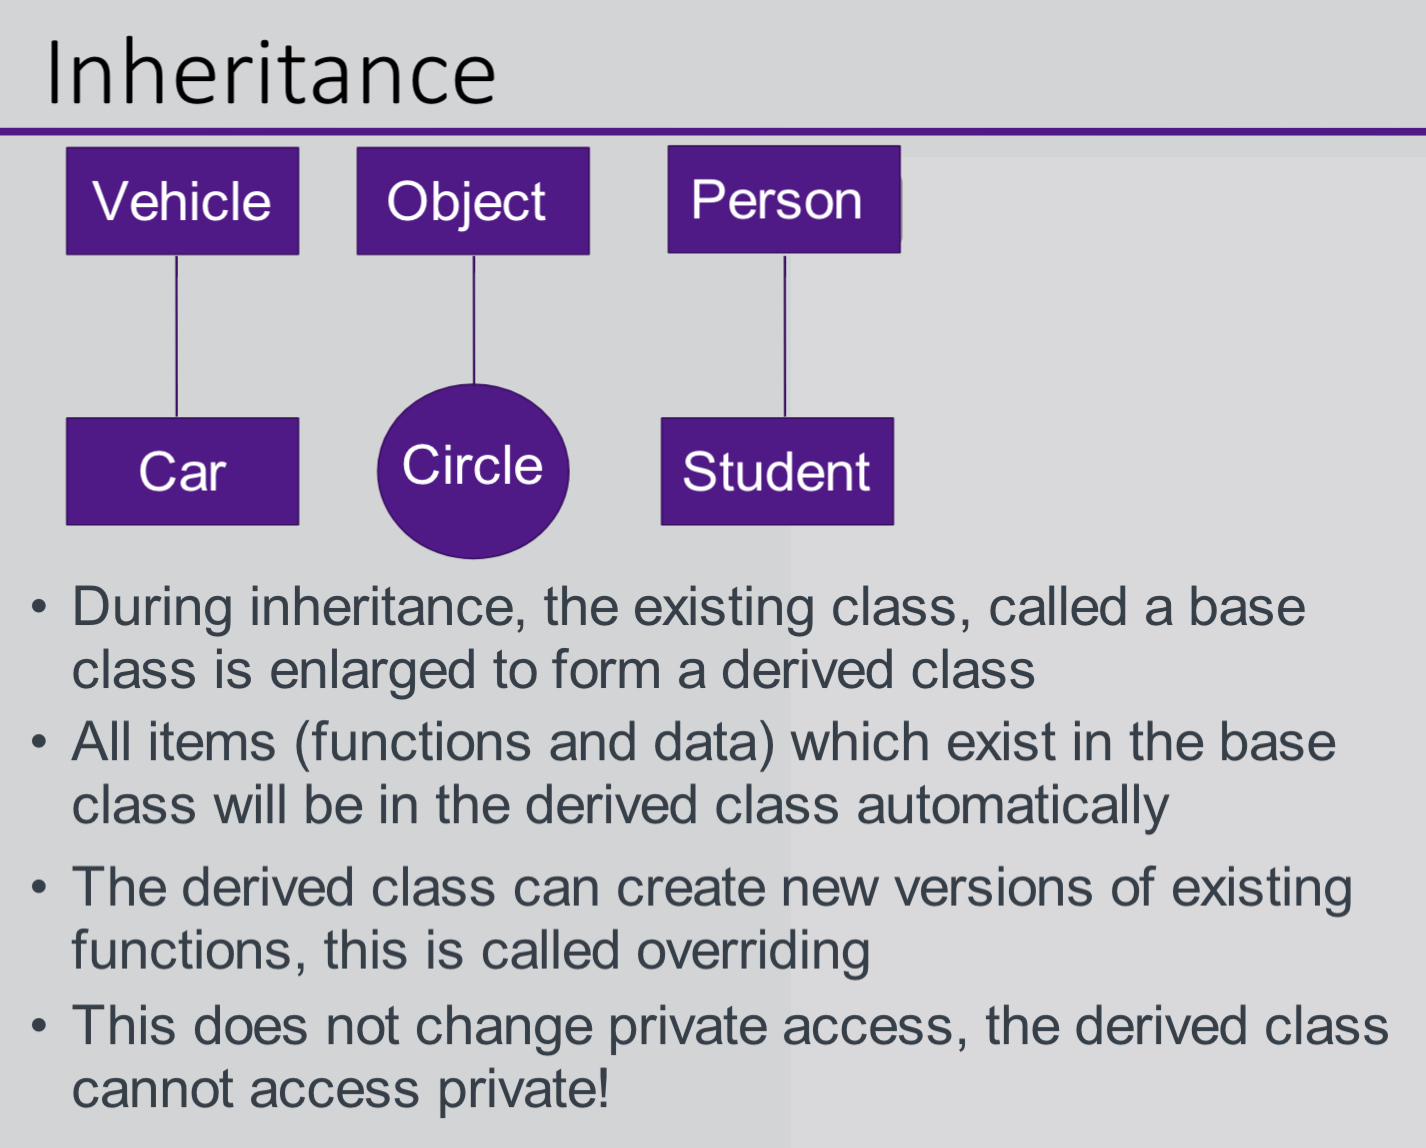 Inheritance
Vehicle
Object
Person
Car
Circle
Student
• During inheritance, the existing class, called a base
class is enlarged to form a derived class
• All items (functions and data) which exist in the base
class will be in the derived class automatically
• The derived class can create new versions of existing
functions, this is called overriding
• This does not change private access, the derived class
cannot access private!